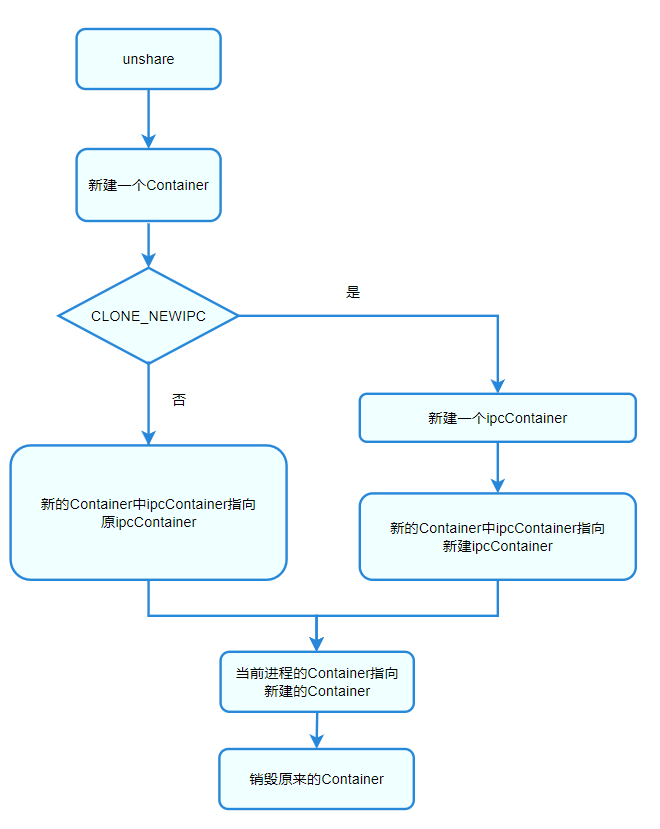 unshare
新建一个Container
CLONE_NEWIPC
是
否
新建一个ipcContainer
新的Container中ipcContainer指向
原ipcContainer
新的Container中ipcContainer指向
新建ipcContainer
当前进程的Container指向
新建的Container
销毁原来的Container